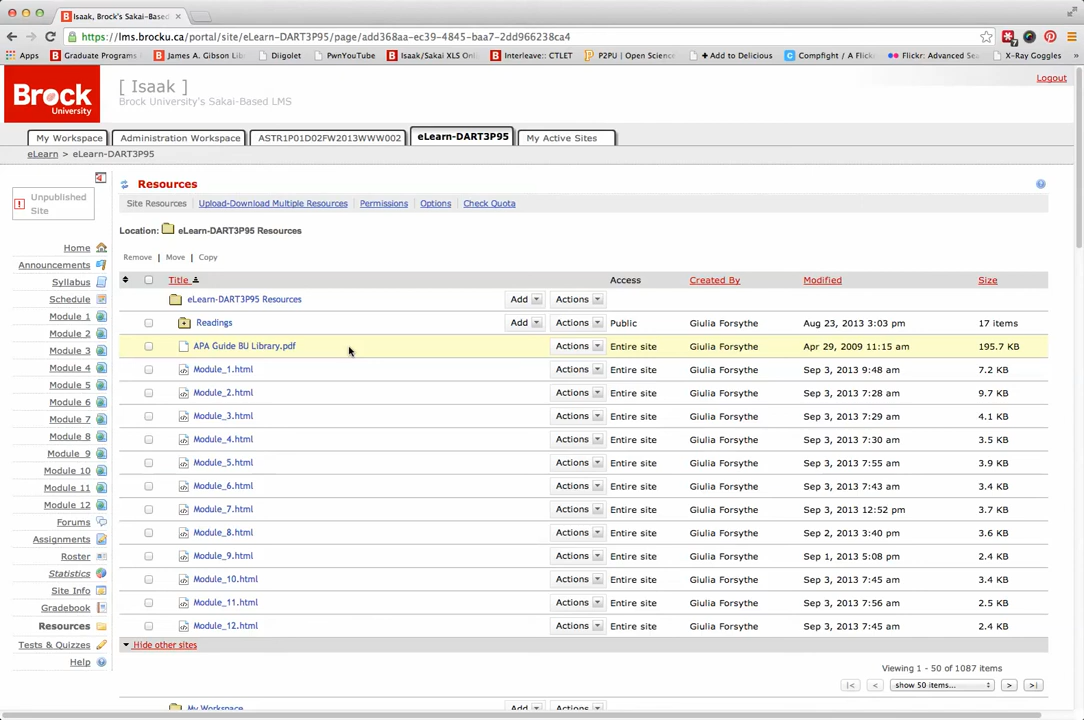 Isaak, Brock's Sakai-Based
https://lms.brocku.ca/portal/site/eLearn-DART3P95/page/add368aa-ec39-4845-baa7-2dd966238ca4
Apps Graduate Programs James A. Gibson Lib Diigolet PwnYouTube Isaak/Sakai XLS Onl Interleave:: CTLET P2PU | Open Scienc + Add to Delicious Compfight / A Flick Flickr: Advanced Sea X-Ray Goggles »
Brock University
[ Isaak ]
Brock University's Sakai-Based LMS
Logout
My Workspace Administration Workspace ASTR1P01D02FW2013WWW002 eLearn-DART3P95 My Active Sites
eLearn > eLearn-DART3P95
Unpublished
Site
Home
Announcements
Syllabus
Schedule
Module 1
Module 2
Module 3
Module 4
Module 5
Module 6
Module 7
Module 8
Module 9
Module 10
Module 11
Module 12
Forums
Assignments
Roster
Statistics
Site Info
Gradebook
Resources
Tests & Quizzes
Help
Resources
Site Resources Upload-Download Multiple Resources Permissions Options Check Quota
Location: eLearn-DART3P95 Resources
Remove | Move | Copy
Title Access Created By Modified Size
eLearn-DART3P95 Resources Add Actions
Readings Add Actions Public Giulia Forsythe Aug 23, 2013 3:03 pm 17 items
APA Guide BU Library.pdf Actions Entire site Giulia Forsythe Apr 29, 2009 11:15 am 195.7 KB
Module_1.html Actions Entire site Giulia Forsythe Sep 3, 2013 9:48 am 7.2 KB
Module_2.html Actions Entire site Giulia Forsythe Sep 3, 2013 7:28 am 9.7 KB
Module_3.html Actions Entire site Giulia Forsythe Sep 3, 2013 7:29 am 4.1 KB
Module_4.html Actions Entire site Giulia Forsythe Sep 3, 2013 7:30 am 3.5 KB
Module_5.html Actions Entire site Giulia Forsythe Sep 3, 2013 7:55 am 3.9 KB
Module_6.html Actions Entire site Giulia Forsythe Sep 3, 2013 7:43 am 3.4 KB
Module_7.html Actions Entire site Giulia Forsythe Sep 3, 2013 12:52 pm 3.7 KB
Module_8.html Actions Entire site Giulia Forsythe Sep 2, 2013 3:40 pm 3.6 KB
Module_9.html Actions Entire site Giulia Forsythe Sep 1, 2013 5:08 pm 2.4 KB
Module_10.html Actions Entire site Giulia Forsythe Sep 3, 2013 7:45 am 3.4 KB
Module_11.html Actions Entire site Giulia Forsythe Sep 3, 2013 7:56 am 2.5 KB
Module_12.html Actions Entire site Giulia Forsythe Sep 3, 2013 7:45 am 2.4 KB
Hide other sites
Viewing 1 - 50 of 1087 items
|< < show 50 items... > >|
My Workspace Add Actions